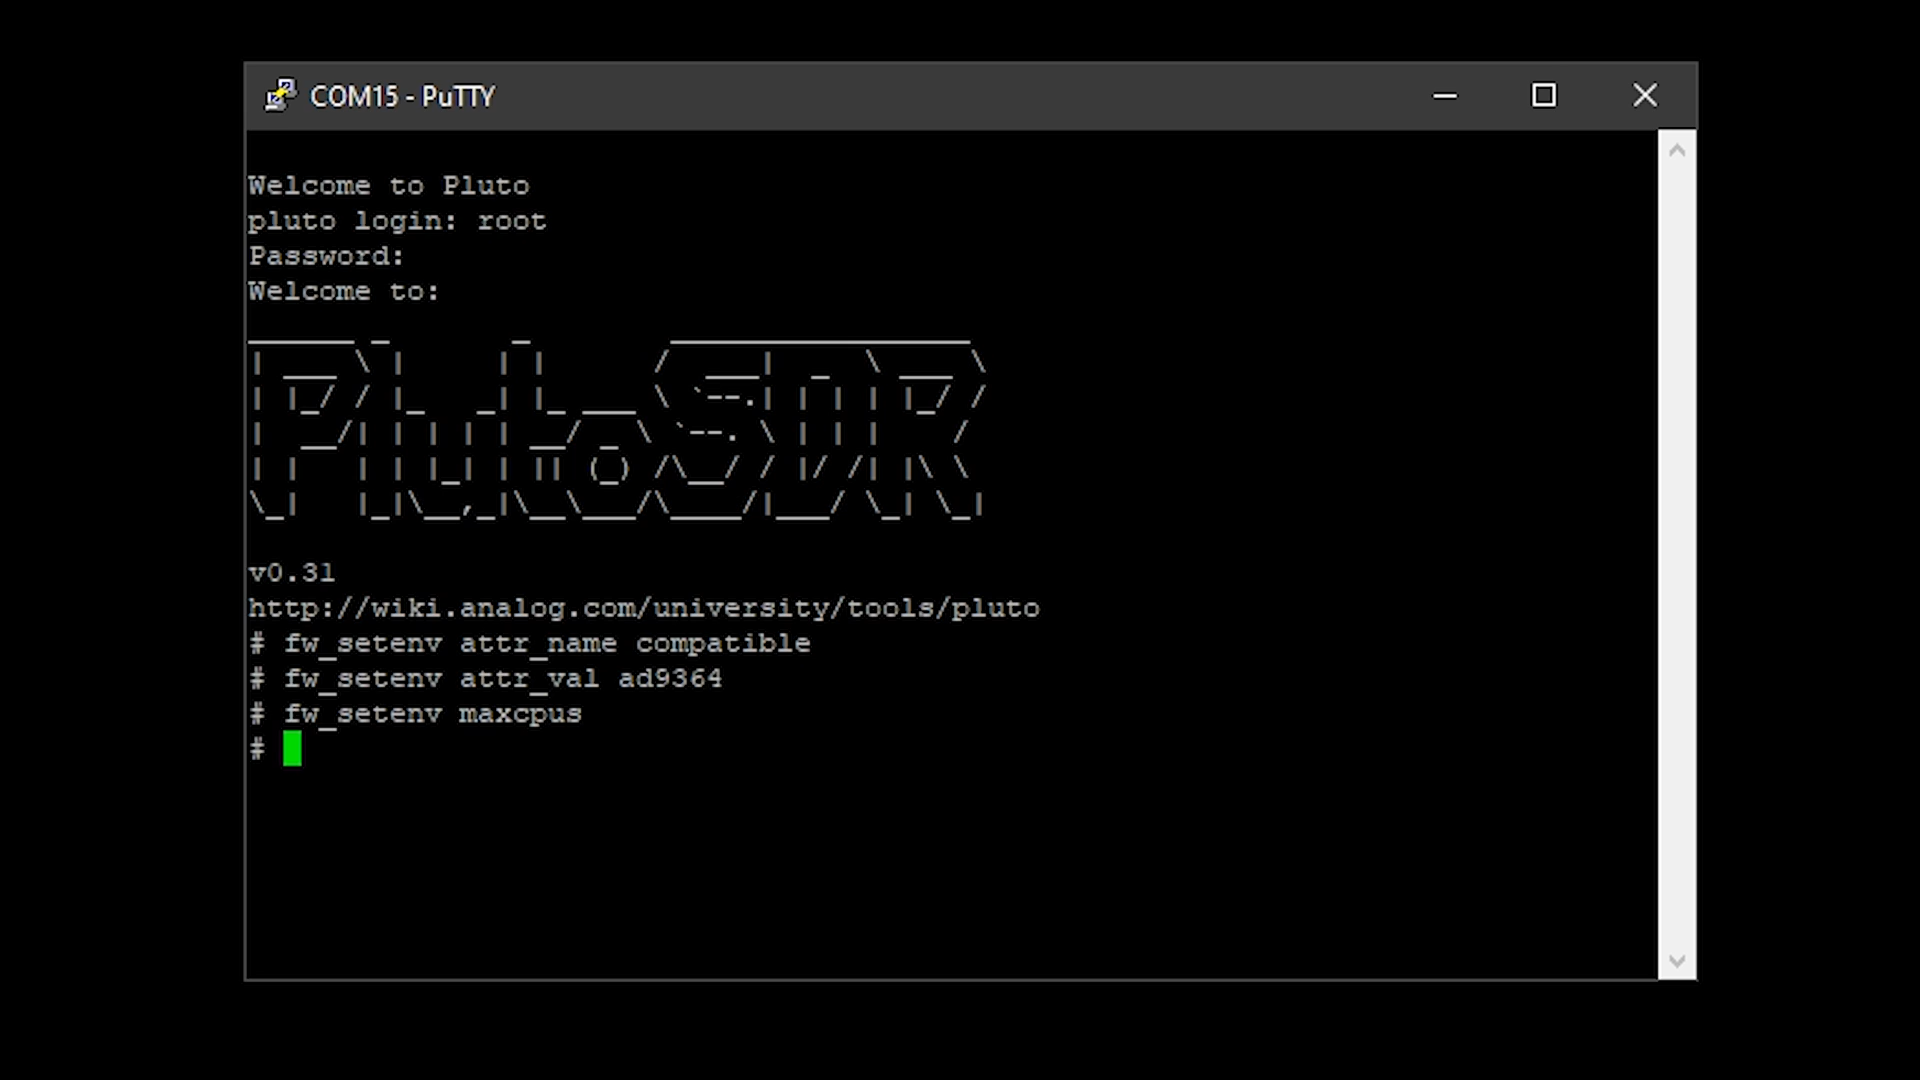 COM15 - PuTTY
Welcome to Pluto
pluto login: root
Password:
Welcome to:
PlutoSDR
v0.31
http://wiki.analog.com/university/tools/pluto
# fw_setenv attr_name compatible
# fw_setenv attr_val ad9364
# fw_setenv maxcpus
#